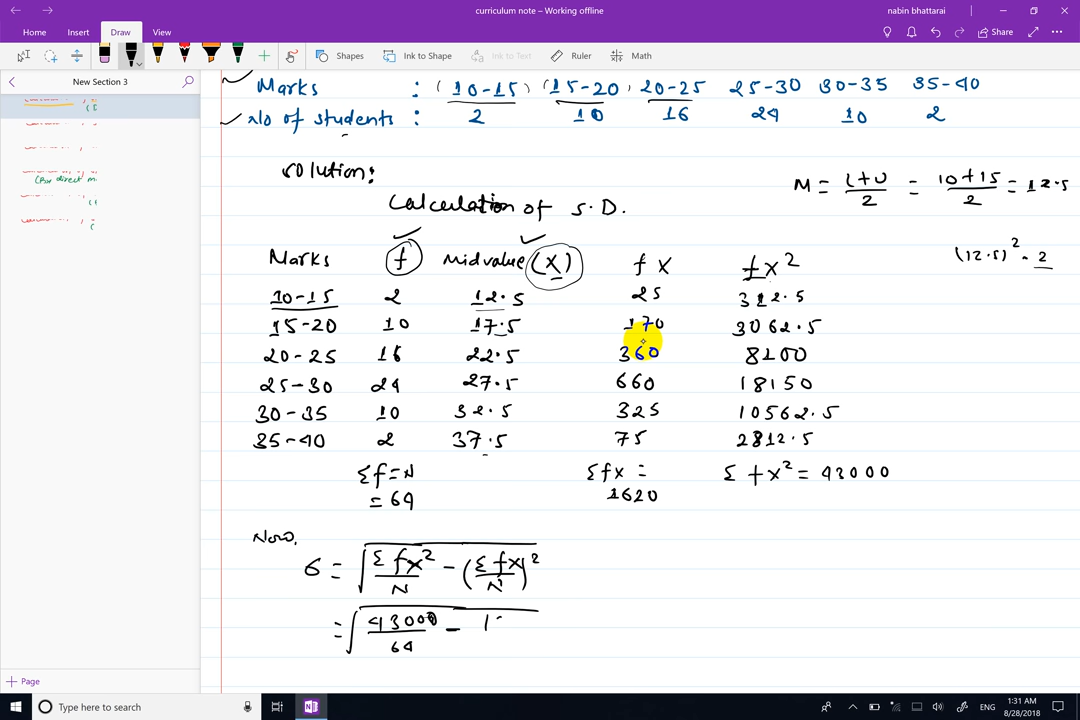 curriculum note – Working offline
nabin bhattarai
Home Insert Draw View
Share
Shapes Ink to Shape Ink to Text Ruler Math
New Section 3
(For direct m
Marks : (10-15) (15-20) 20-25 25-30 30-35 35-40
No of students : 2 10 16 24 10 2
Solution:
M = L+U/2 = 10+15/2 = 12.5
Calculation of S.D.
Marks f Midvalue (X) fX fX²
(12.5)² · 2
10-15 2 12.5 25 312.5
15-20 10 17.5 170 3062.5
20-25 16 22.5 360 8100
25-30 24 27.5 660 18150
30-35 10 32.5 325 10562.5
35-40 2 37.5 75 2812.5
Σf = N Σfx = Σfx² = 43000
= 64 1620
Now,
σ = √ΣfX²/N - (ΣfX/N)²
= √43000/64 -
+ Page
Type here to search
1:31 AM
8/28/2018
ENG